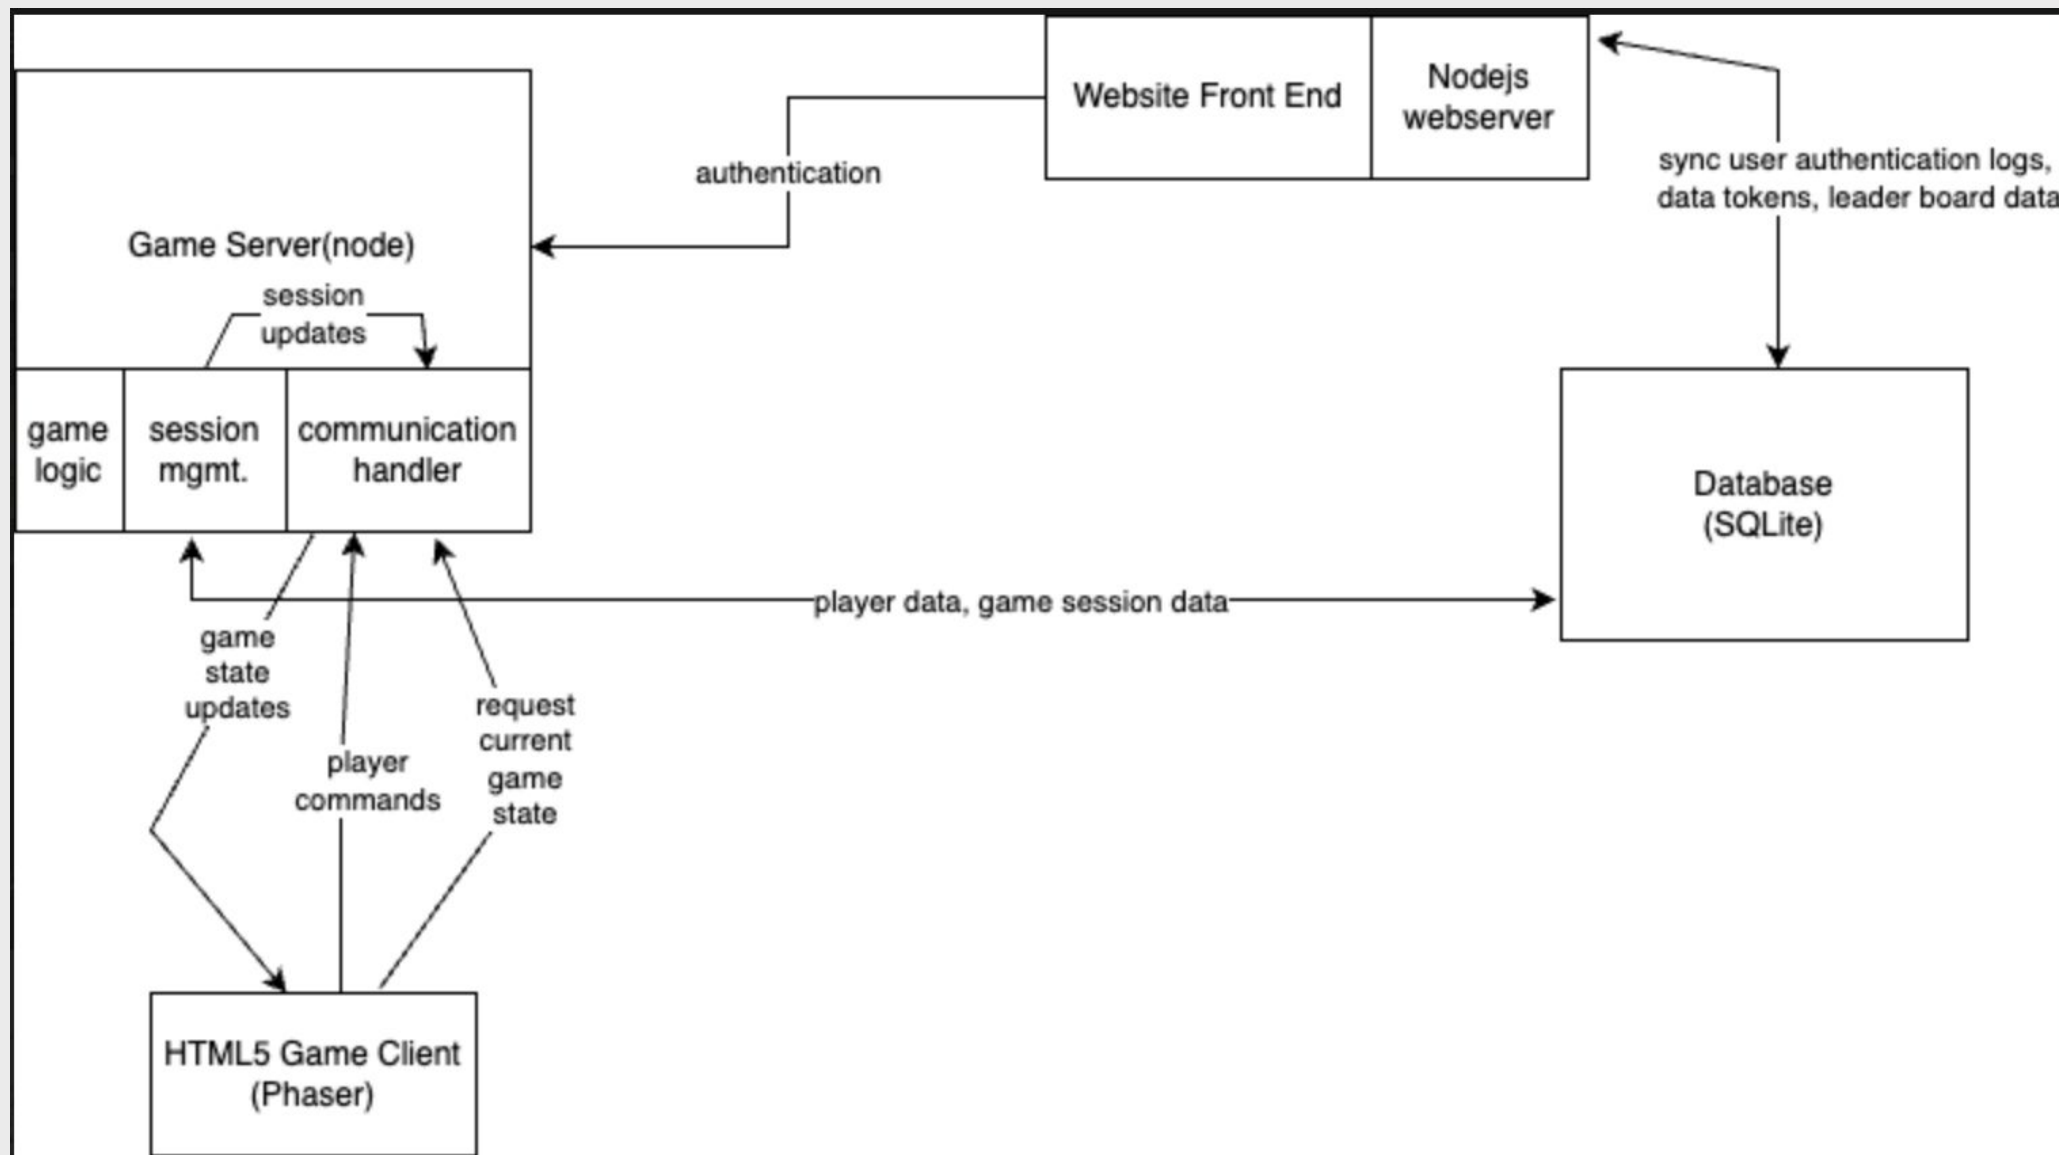 Website Front End
Nodejs
webserver
authentication
sync user authentication logs,
data tokens, leader board data
Game Server(node)
session
updates
game
logic
session
mgmt.
communication
handler
Database
(SQLite)
player data, game session data
game
state
updates
player
commands
request
current
game
state
HTML5 Game Client
(Phaser)